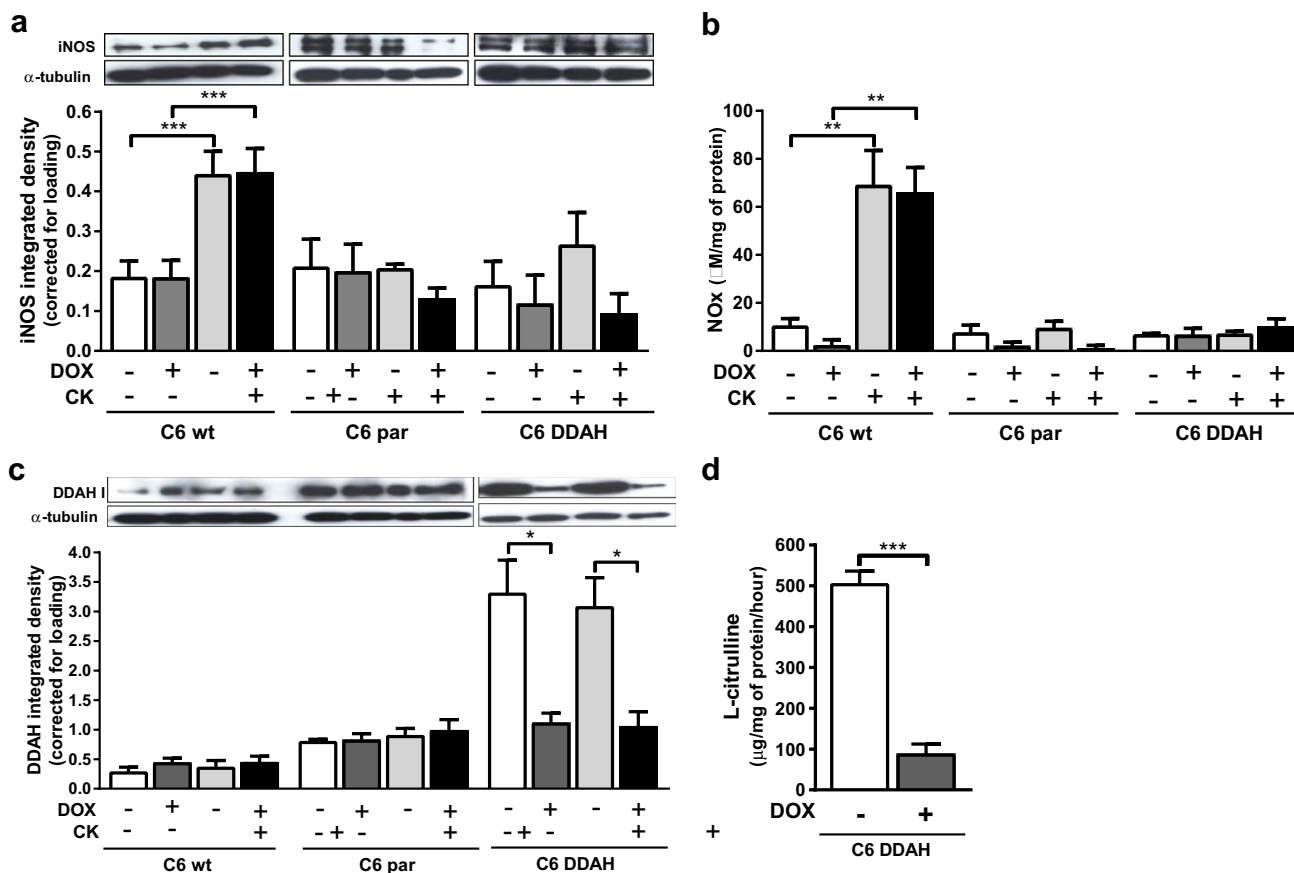 a
iNOS
α-tubulin
iNOS integrated density
(corrected for loading)
0.6
0.5
0.4
0.3
0.2
0.1
0.0
***
***
DOX - + - + - + - + - + - +
CK - - + + - + - + + - - + +
C6 wt C6 par C6 DDAH
b
NOx (□M/mg of protein)
100
80
60
40
20
0
**
**
DOX - + - + - + - + - + - +
CK - - + + - - + + - - + +
C6 wt C6 par C6 DDAH
c
DDAH I
α-tubulin
DDAH integrated density
(corrected for loading)
4.0
3.5
3.0
2.5
2.0
1.5
1.0
0.5
0.0
*
*
DOX - + - + - + - + - + - +
CK - - + - + - + - + - + +
C6 wt C6 par C6 DDAH
d
L-citrulline
(μg/mg of protein/hour)
600
500
400
300
200
100
0
***
DOX - +
C6 DDAH